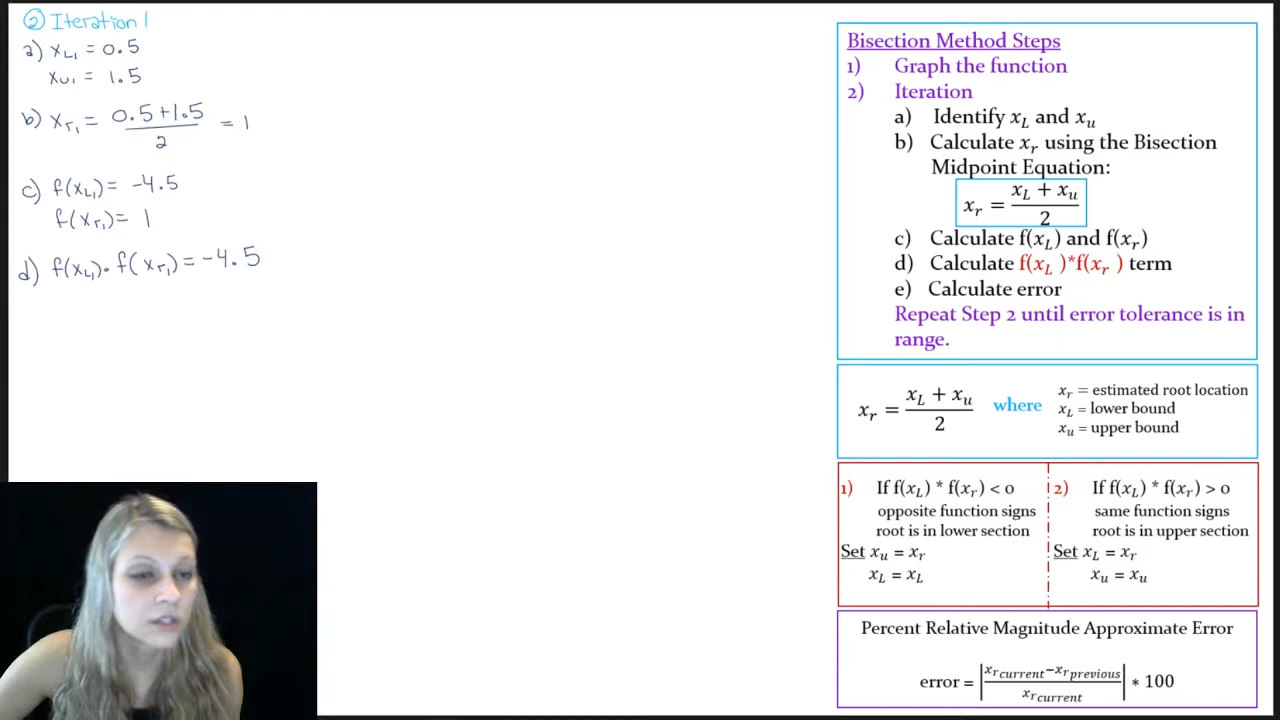 ② Iteration 1
a) xL₁ = 0.5
xu₁ = 1.5
b) xr₁ = 0.5+1.5 / 2 = 1
c) f(xL₁) = -4.5
f(xr₁) = 1
d) f(xL₁) · f(xr₁) = -4.5
Bisection Method Steps
1) Graph the function
2) Iteration
a) Identify xL and xu
b) Calculate xr using the Bisection
Midpoint Equation:
xr = xL + xu / 2
c) Calculate f(xL) and f(xr)
d) Calculate f(xL )*f(xr ) term
e) Calculate error
Repeat Step 2 until error tolerance is in
range.
xr = xL + xu / 2 where
xr = estimated root location
xL = lower bound
xu = upper bound
1) If f(xL) * f(xr) < 0
opposite function signs
root is in lower section
Set xu = xr
xL = xL
2) If f(xL) * f(xr) > 0
same function signs
root is in upper section
Set xL = xr
xu = xu
Percent Relative Magnitude Approximate Error
error = |xrcurrent−xrprevious / xrcurrent| * 100